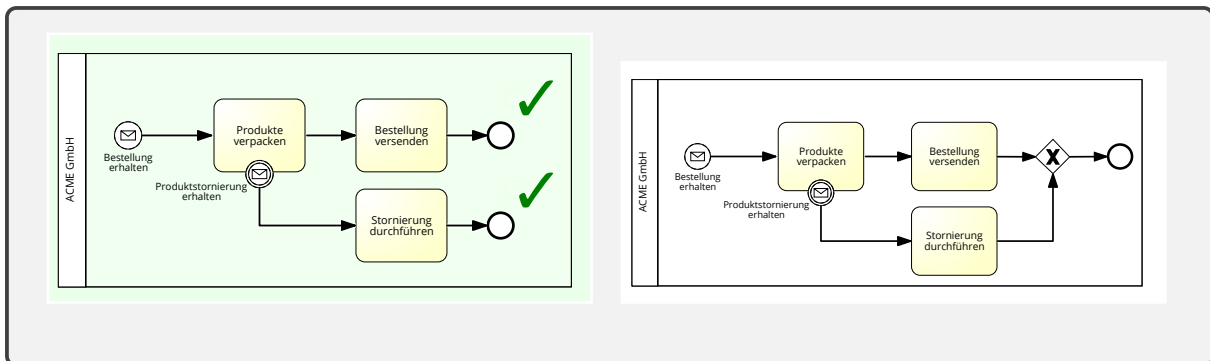 ACME GmbH
Bestellung
erhalten
Produkte
verpacken
Produktstornierung
erhalten
Bestellung
versenden
Stornierung
durchführen
ACME GmbH
Bestellung
erhalten
Produkte
verpacken
Produktstornierung
erhalten
Bestellung
versenden
Stornierung
durchführen